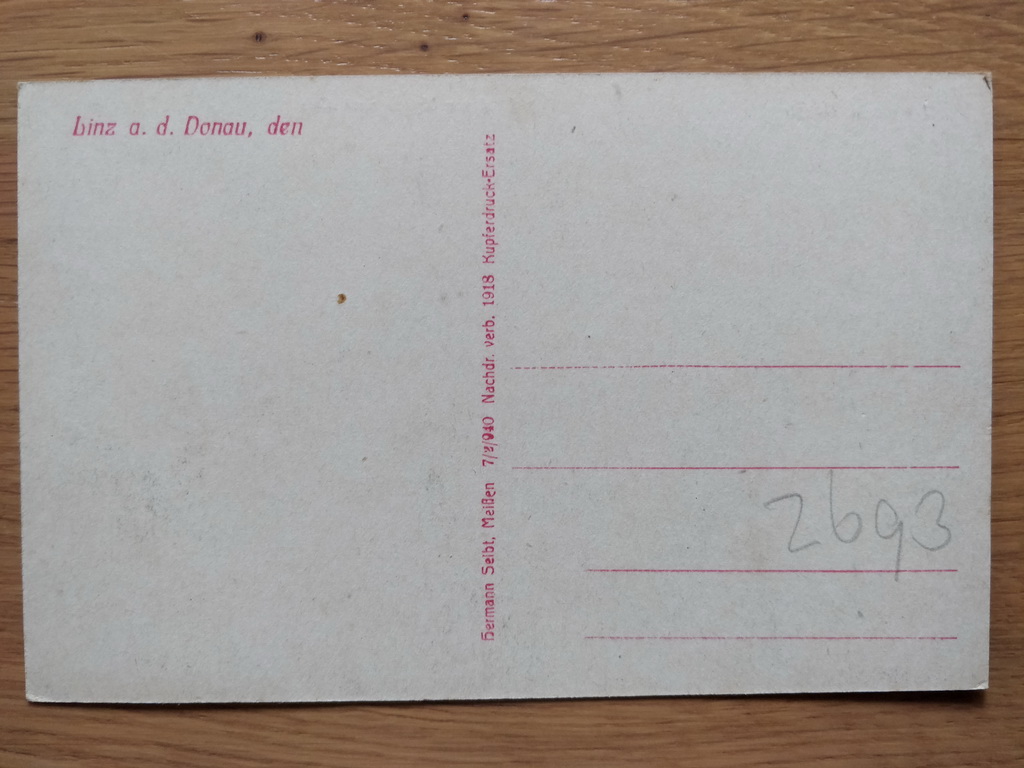 Linz a. d. Donau, den
Hermann Seibt, Meißen 7/2/940 Nachdr. verb. 1918 Kupferdruck-Ersatz
2693